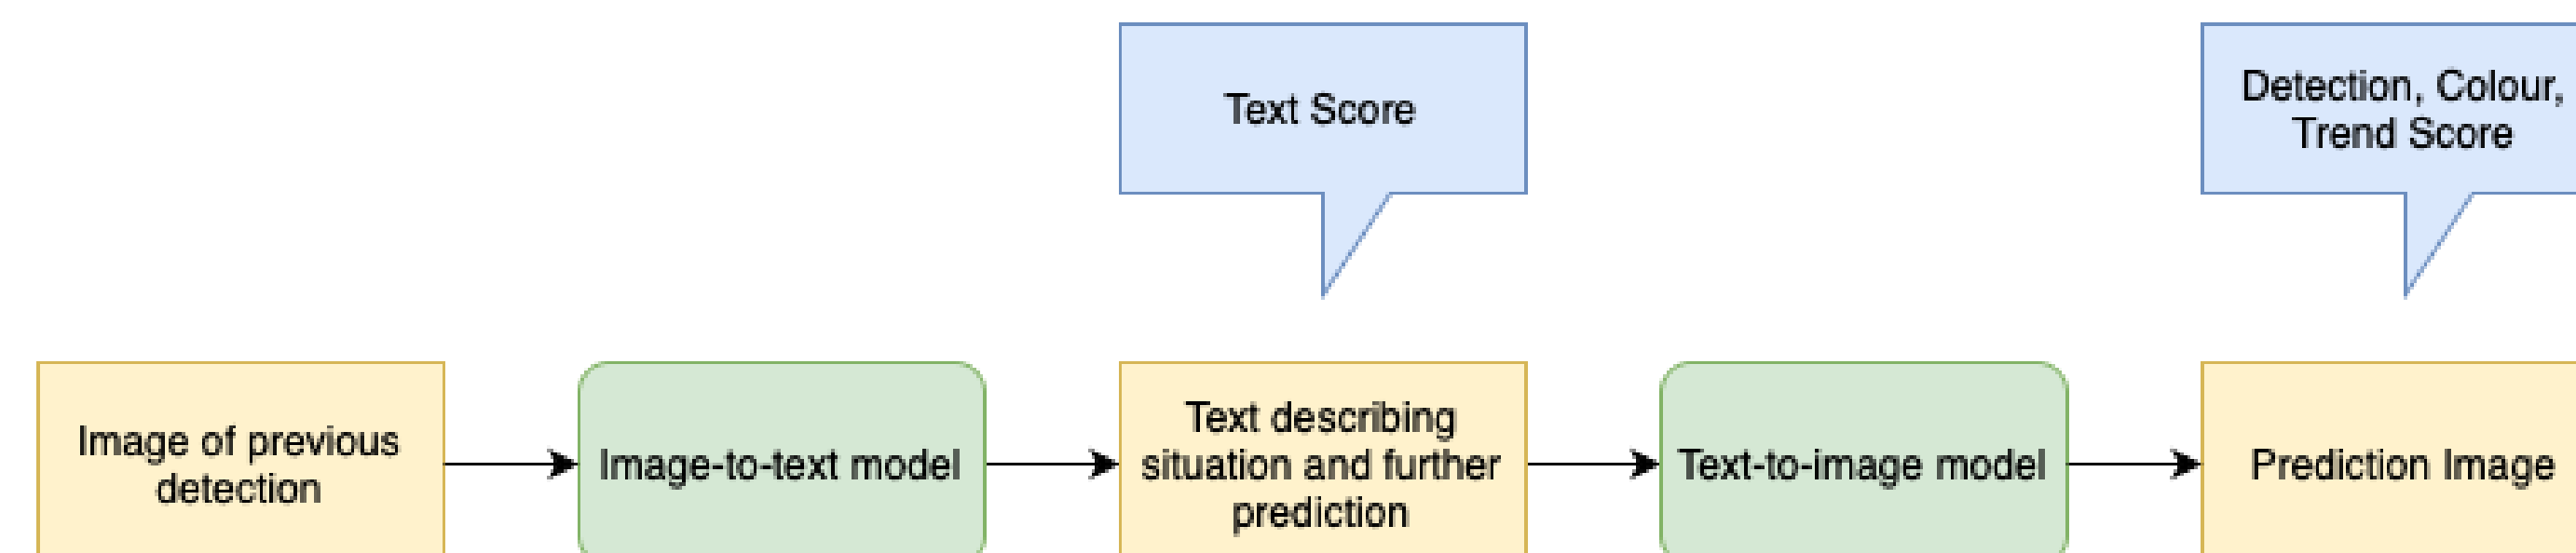 Text Score
Detection, Colour,
Trend Score
Image of previous
detection
Image-to-text model
Text describing
situation and further
prediction
Text-to-image model
Prediction Image